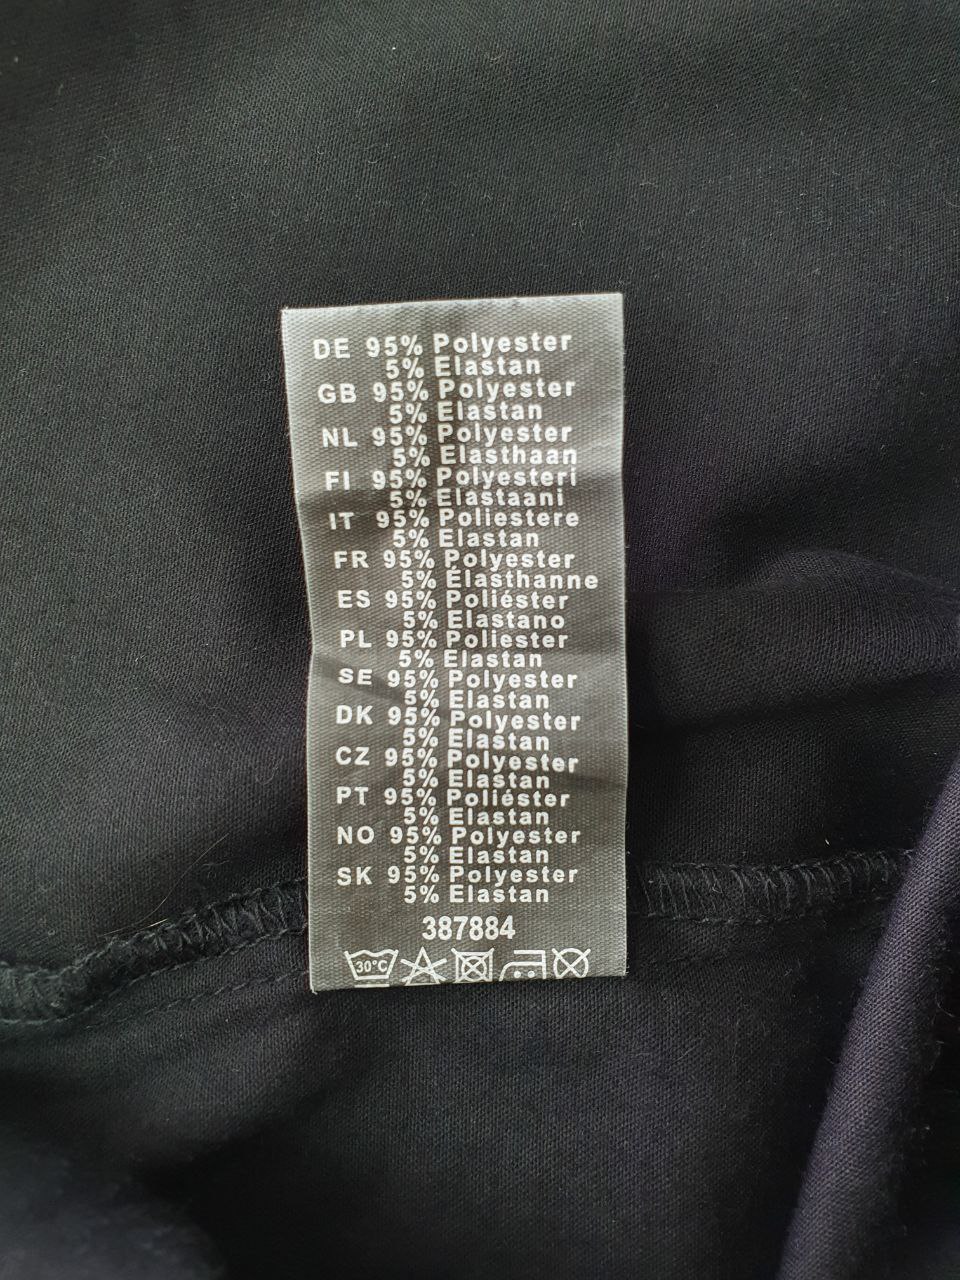 DE 95% Polyester
5% Elastan
GB 95% Polyester
5% Elastan
NL 95% Polyester
5% Elasthaan
FI 95% Polyesteri
5% Elastaani
IT 95% Poliestere
5% Elastan
FR 95% Polyester
5% Élasthanne
ES 95% Poliéster
5% Elastano
PL 95% Poliester
5% Elastan
SE 95% Polyester
5% Elastan
DK 95% Polyester
5% Elastan
CZ 95% Polyester
5% Elastan
PT 95% Poliéster
5% Elastan
NO 95% Polyester
5% Elastan
SK 95% Polyester
5% Elastan
387884
30°C